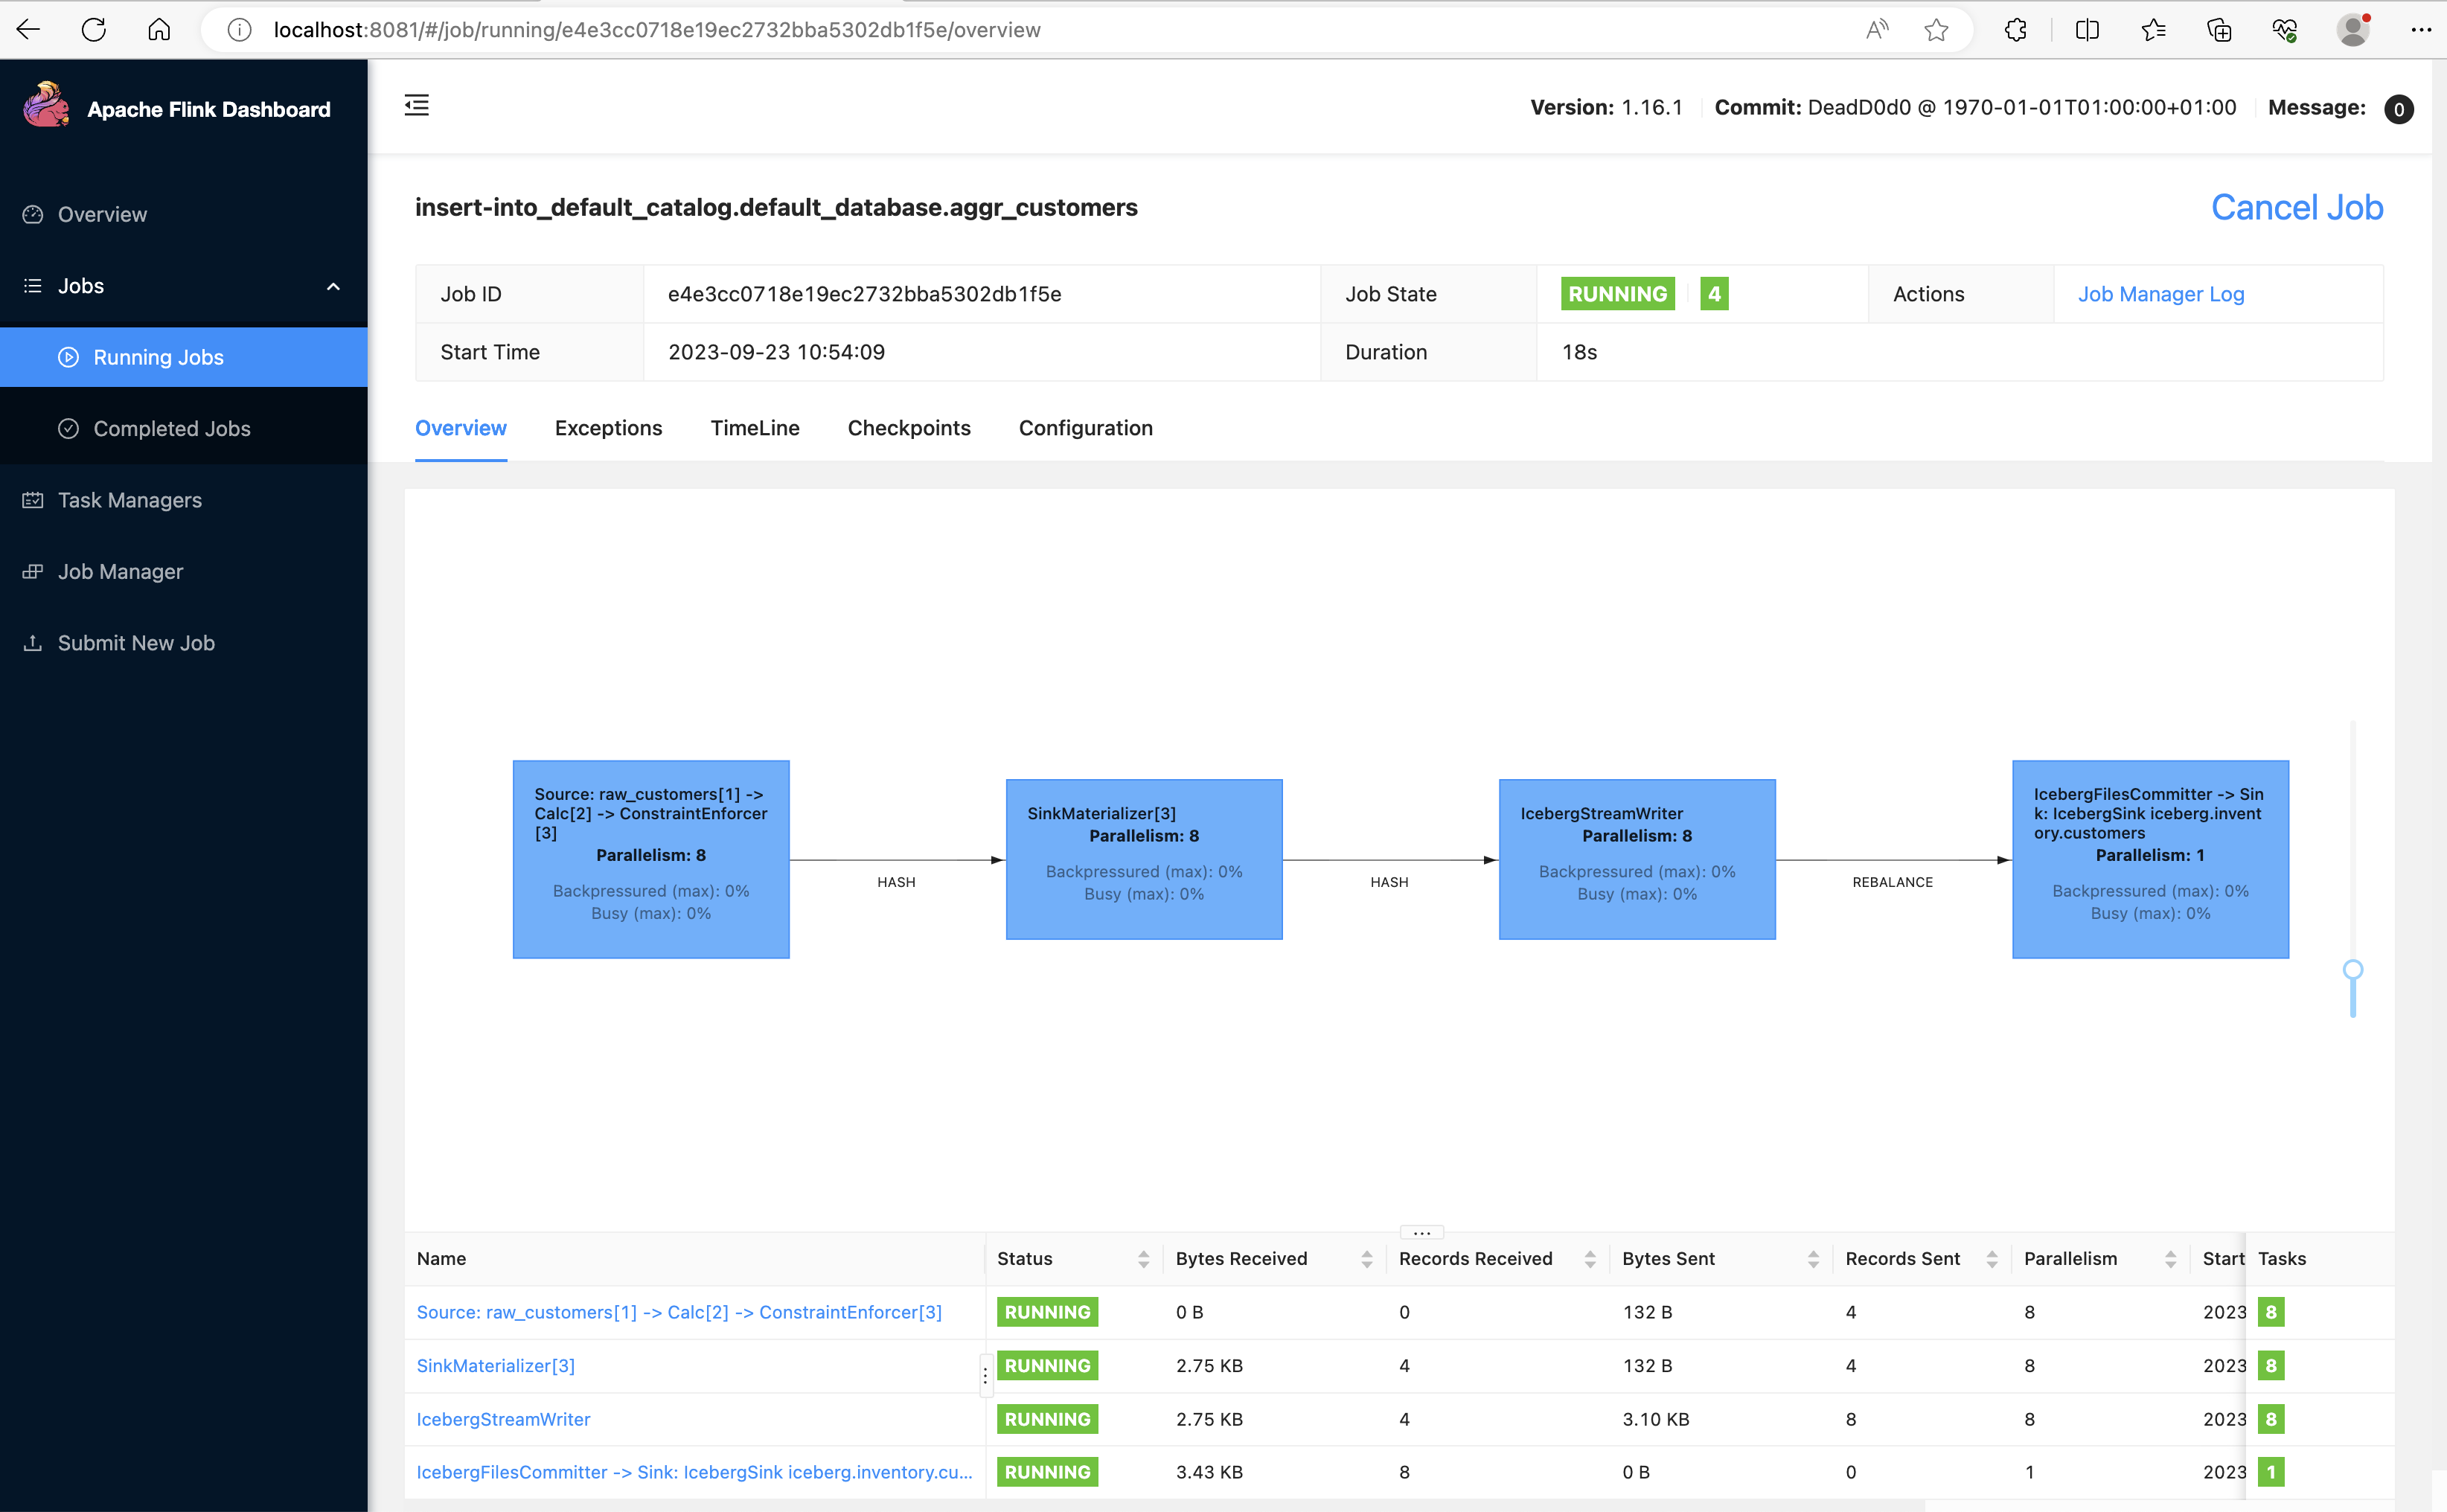 localhost:8081/#/job/running/e4e3cc0718e19ec2732bba5302db1f5e/overview
Apache Flink Dashboard
Version: 1.16.1 Commit: DeadD0d0 @ 1970-01-01T01:00:00+01:00 Message: 0
Overview
Jobs
Running Jobs
Completed Jobs
Task Managers
Job Manager
Submit New Job
insert-into_default_catalog.default_database.aggr_customers
Cancel Job
Job ID e4e3cc0718e19ec2732bba5302db1f5e Job State RUNNING 4 Actions Job Manager Log
Start Time 2023-09-23 10:54:09 Duration 18s
Overview Exceptions TimeLine Checkpoints Configuration
Source: raw_customers[1] ->
Calc[2] -> ConstraintEnforcer
[3]
Parallelism: 8
Backpressured (max): 0%
Busy (max): 0%
HASH
SinkMaterializer[3]
Parallelism: 8
Backpressured (max): 0%
Busy (max): 0%
HASH
IcebergStreamWriter
Parallelism: 8
Backpressured (max): 0%
Busy (max): 0%
REBALANCE
IcebergFilesCommitter -> Sin
k: IcebergSink iceberg.invent
ory.customers
Parallelism: 1
Backpressured (max): 0%
Busy (max): 0%
Name Status Bytes Received Records Received Bytes Sent Records Sent Parallelism Start Tasks
Source: raw_customers[1] -> Calc[2] -> ConstraintEnforcer[3] RUNNING 0 B 0 132 B 4 8 2023 8
SinkMaterializer[3] RUNNING 2.75 KB 4 132 B 4 8 2023 8
IcebergStreamWriter RUNNING 2.75 KB 4 3.10 KB 8 8 2023 8
IcebergFilesCommitter -> Sink: IcebergSink iceberg.inventory.cu... RUNNING 3.43 KB 8 0 B 0 1 2023 1